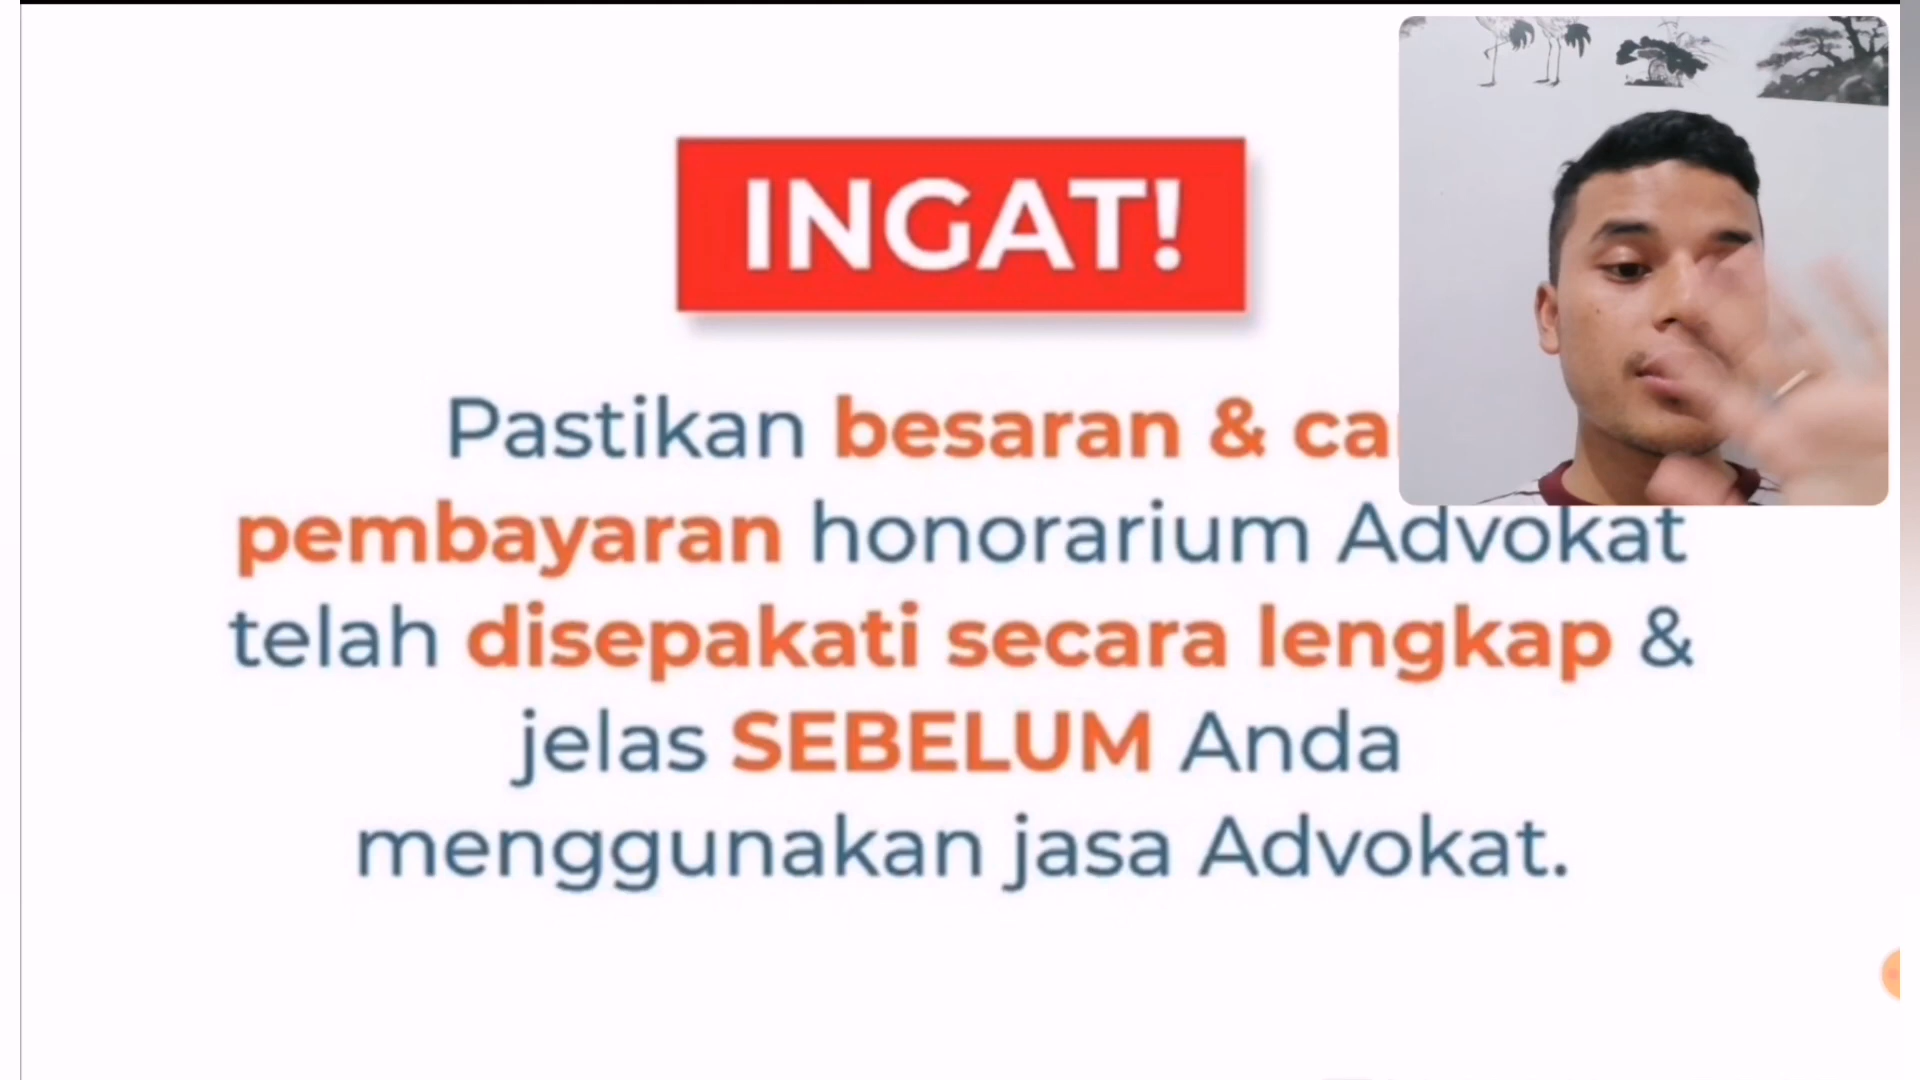 INGAT!
Pastikan besaran & ca
pembayaran honorarium Advokat
telah disepakati secara lengkap &
jelas SEBELUM Anda
menggunakan jasa Advokat.